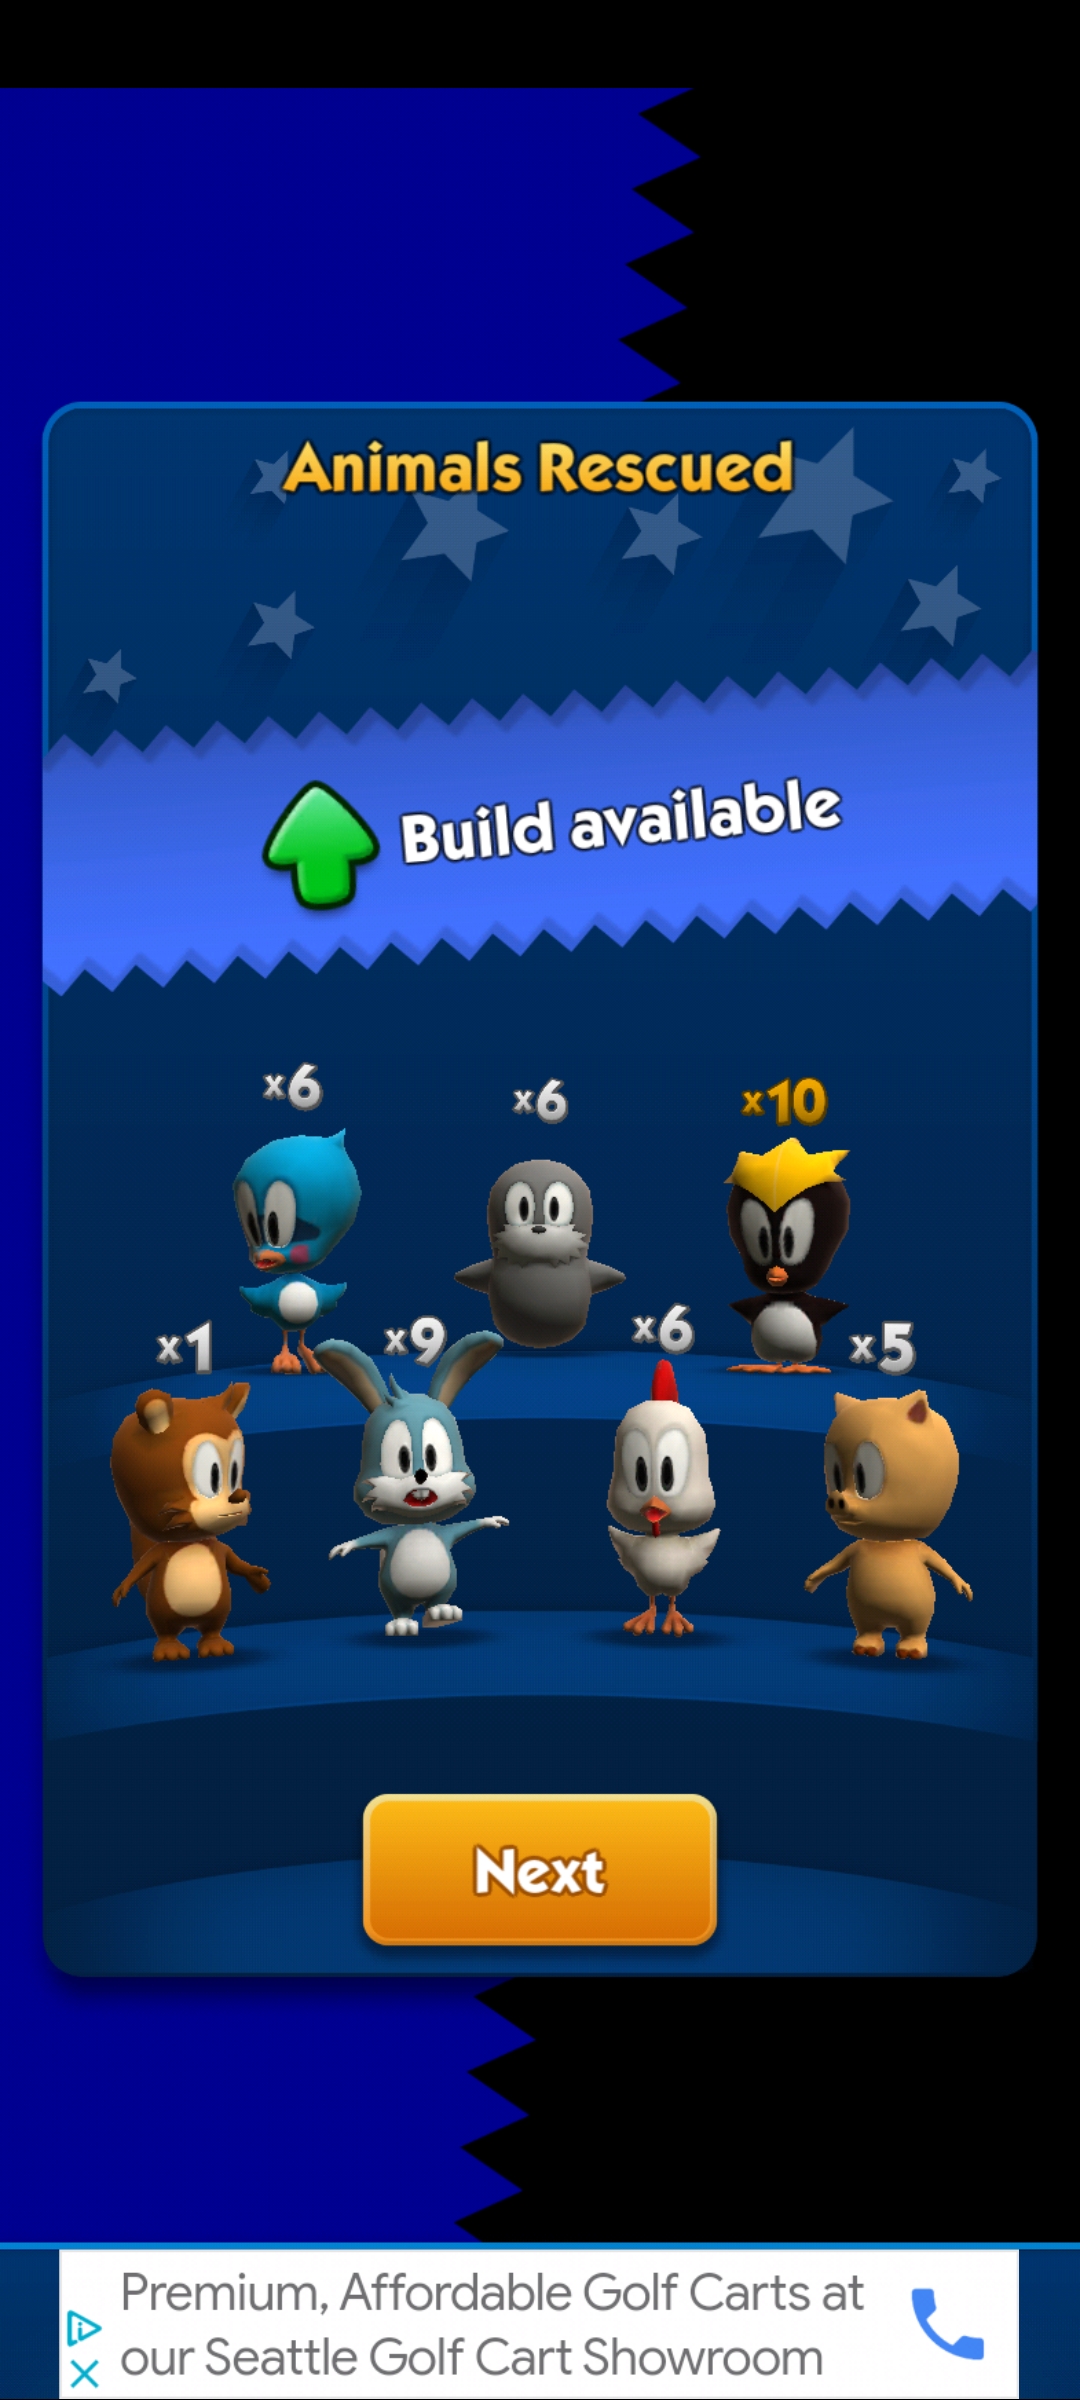 Animals Rescued
Build available
x6 x6 x10
x1 x9 x6 x5
Next
Premium, Affordable Golf Carts at
our Seattle Golf Cart Showroom